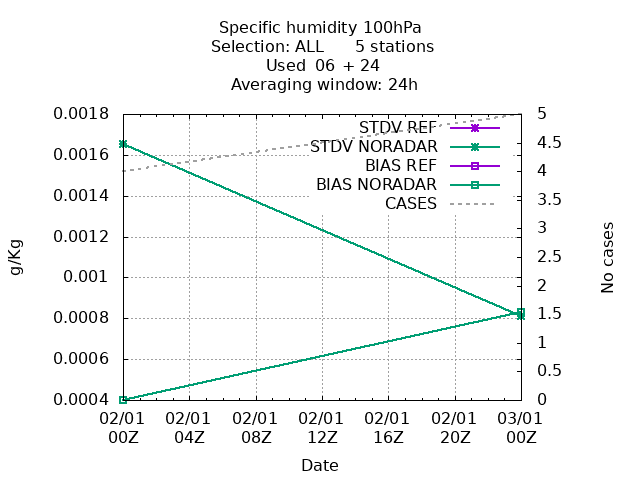 Specific humidity 100hPa
Selection: ALL 5 stations
Used 06 + 24
Averaging window: 24h
0.0018
0.0016
0.0014
0.0012
0.001
0.0008
0.0006
0.0004
g/Kg
STDV REF
STDV NORADAR
BIAS REF
BIAS NORADAR
CASES
5
4.5
4
3.5
3
2.5
2
1.5
1
0.5
0
No cases
02/01 02/01 02/01 02/01 02/01 02/01 03/01
00Z 04Z 08Z 12Z 16Z 20Z 00Z
Date